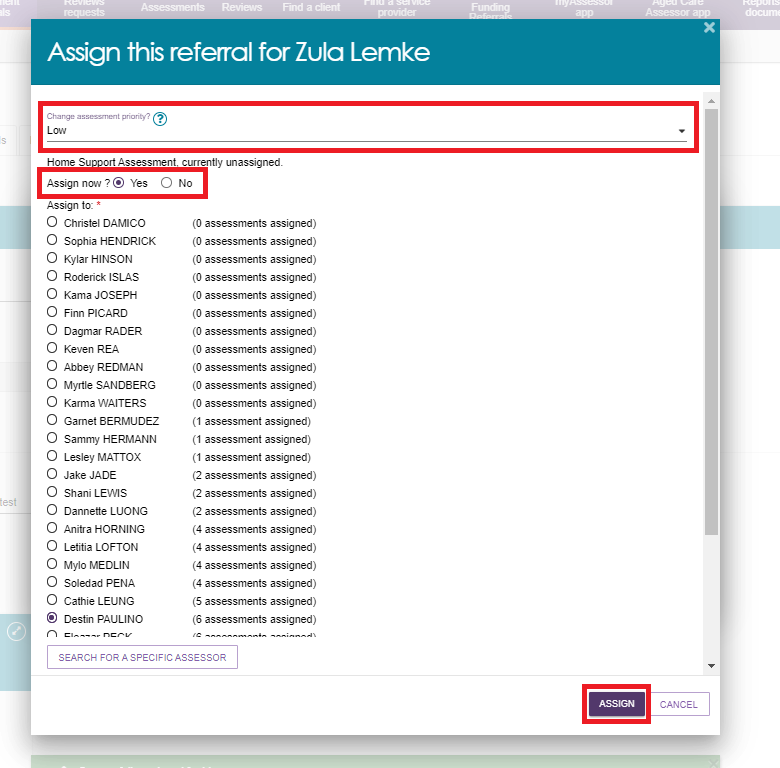 Reviews
requests
Assessments
Reviews
Find a client
Find a service
provider
Funding
Referrals
myAssessor
app
Aged Care
Assessor app
Assign this referral for Zula Lemke
Change assessment priority? ?
Low
Home Support Assessment, currently unassigned.
Assign now ? Yes No
Assign to: *
Christel DAMICO (0 assessments assigned)
Sophia HENDRICK (0 assessments assigned)
Kylar HINSON (0 assessments assigned)
Roderick ISLAS (0 assessments assigned)
Kama JOSEPH (0 assessments assigned)
Finn PICARD (0 assessments assigned)
Dagmar RADER (0 assessments assigned)
Keven REA (0 assessments assigned)
Abbey REDMAN (0 assessments assigned)
Myrtle SANDBERG (0 assessments assigned)
Karma WAITERS (0 assessments assigned)
Garnet BERMUDEZ (1 assessment assigned)
Sammy HERMANN (1 assessment assigned)
Lesley MATTOX (1 assessment assigned)
Jake JADE (2 assessments assigned)
Shani LEWIS (2 assessments assigned)
Dannette LUONG (2 assessments assigned)
Anitra HORNING (4 assessments assigned)
Letitia LOFTON (4 assessments assigned)
Mylo MEDLIN (4 assessments assigned)
Soledad PENA (4 assessments assigned)
Cathie LEUNG (5 assessments assigned)
Destin PAULINO (6 assessments assigned)
Eleazar PECK (6 assessments assigned)
test
SEARCH FOR A SPECIFIC ASSESSOR
ASSIGN CANCEL